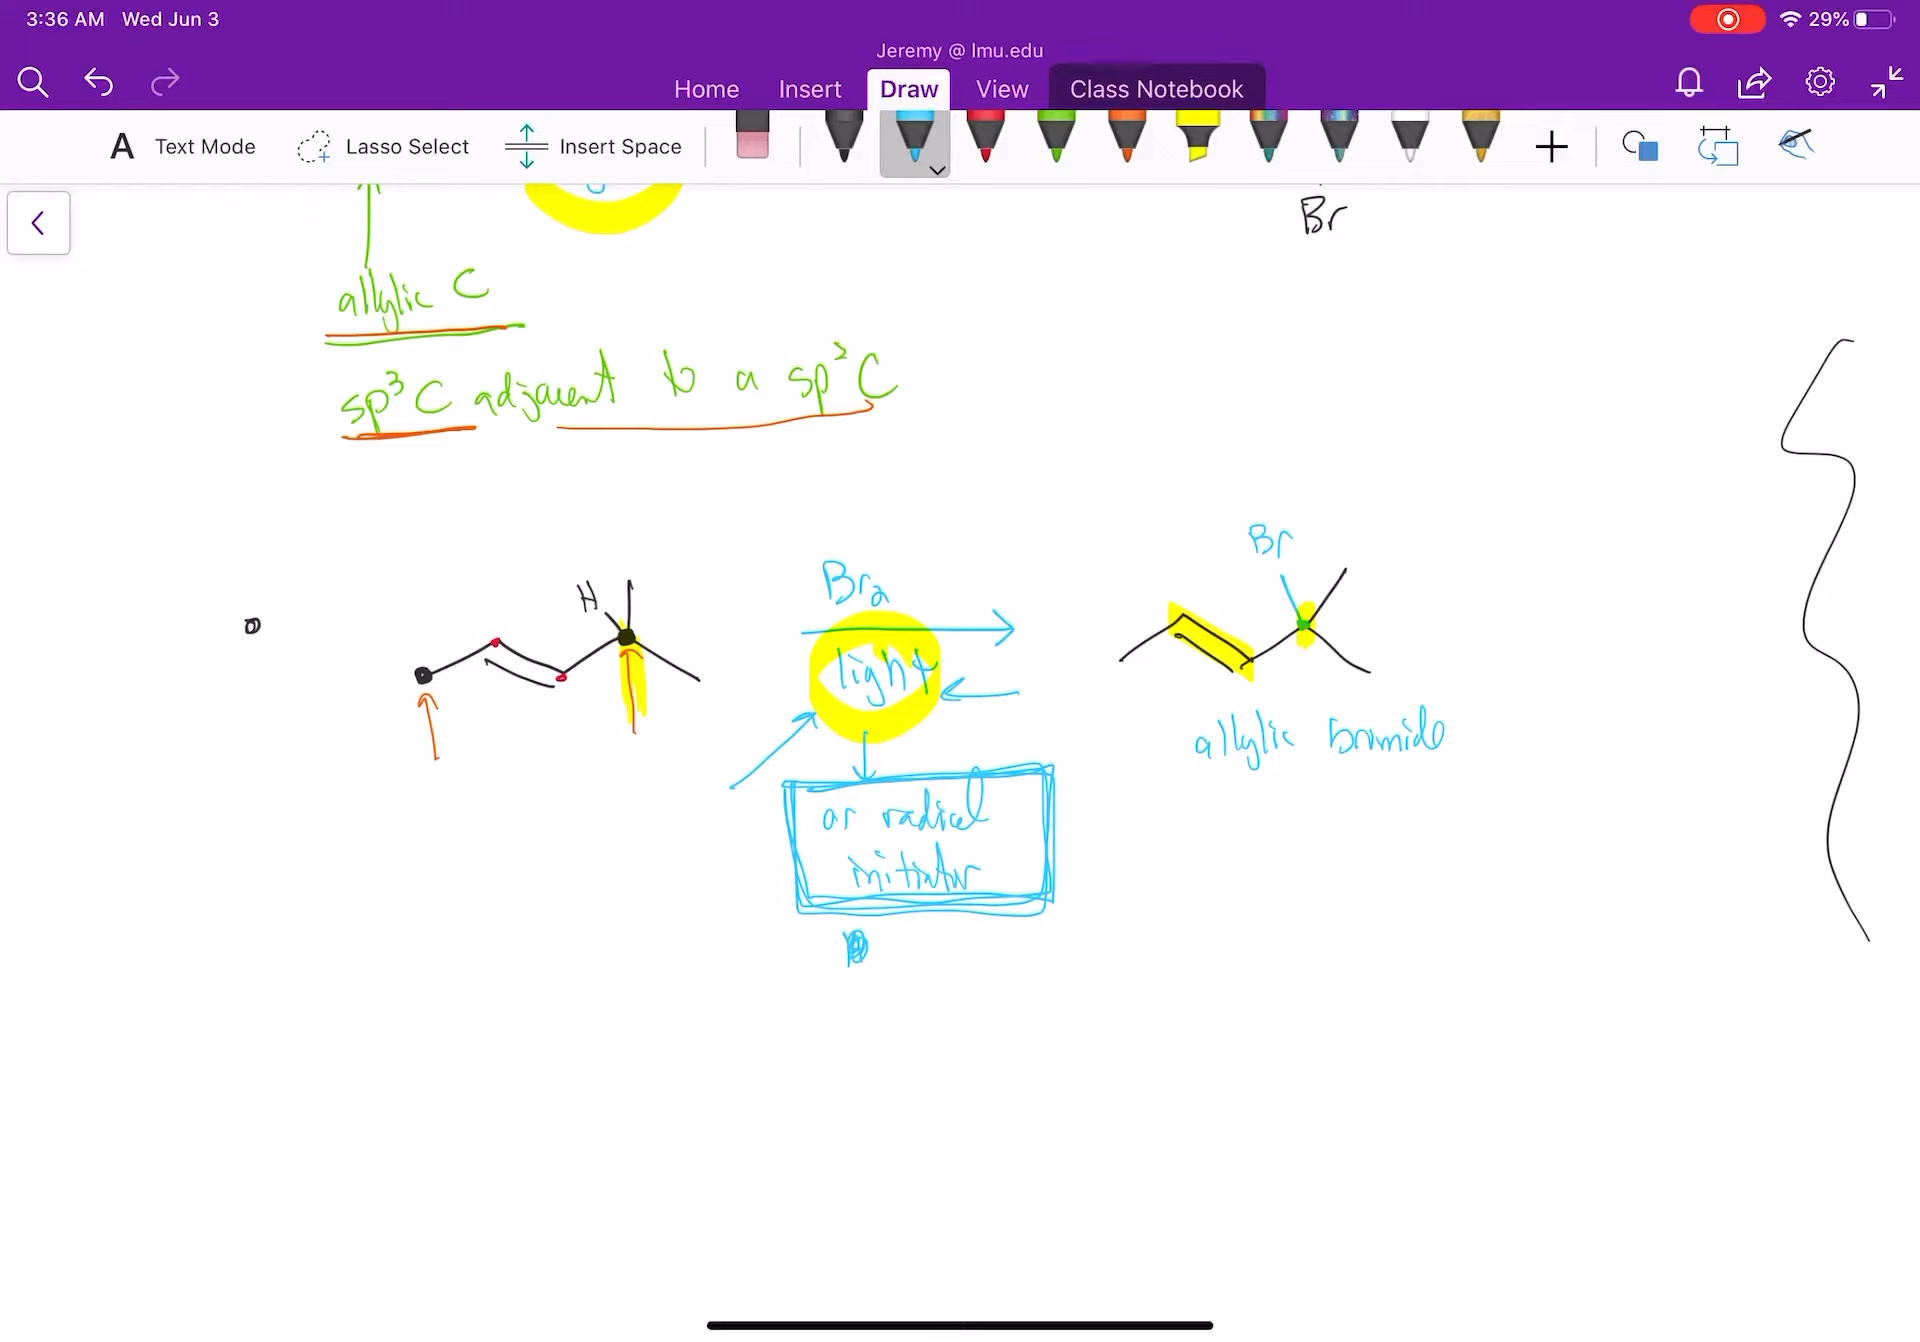 3:36 AM Wed Jun 3
29%
Jeremy @ lmu.edu
Home Insert Draw View Class Notebook
A Text Mode Lasso Select Insert Space
Br
allylic C
sp³ C adjacent to a sp² C
H
Br₂
light
or radical
initiator
Br
allylic bromide